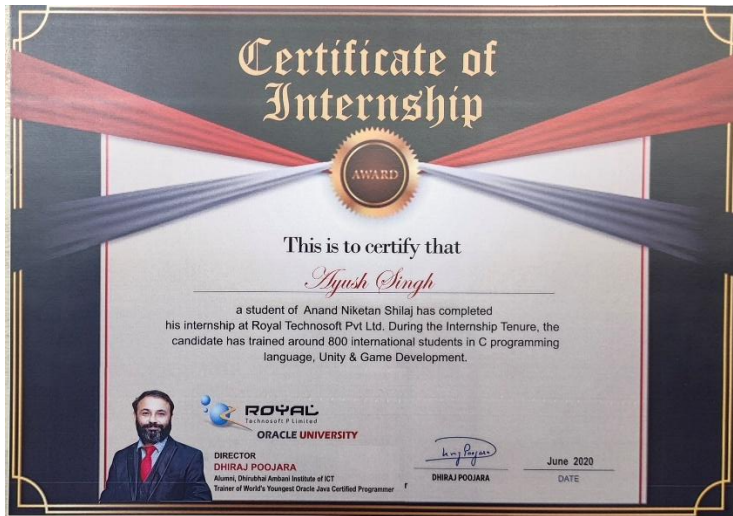 Certificate of
Internship
AWARD
This is to certify that
Ayush Singh
a student of Anand Niketan Shilaj has completed
his internship at Royal Technosoft Pvt Ltd. During the Internship Tenure, the
candidate has trained around 800 international students in C programming
language, Unity & Game Development.
ROYAL
Technosoft P Limited
ORACLE UNIVERSITY
DIRECTOR
DHIRAJ POOJARA
Alumni, Dhirubhai Ambani Institute of ICT
Trainer of World's Youngest Oracle Java Certified Programmer
DHIRAJ POOJARA
June 2020
DATE